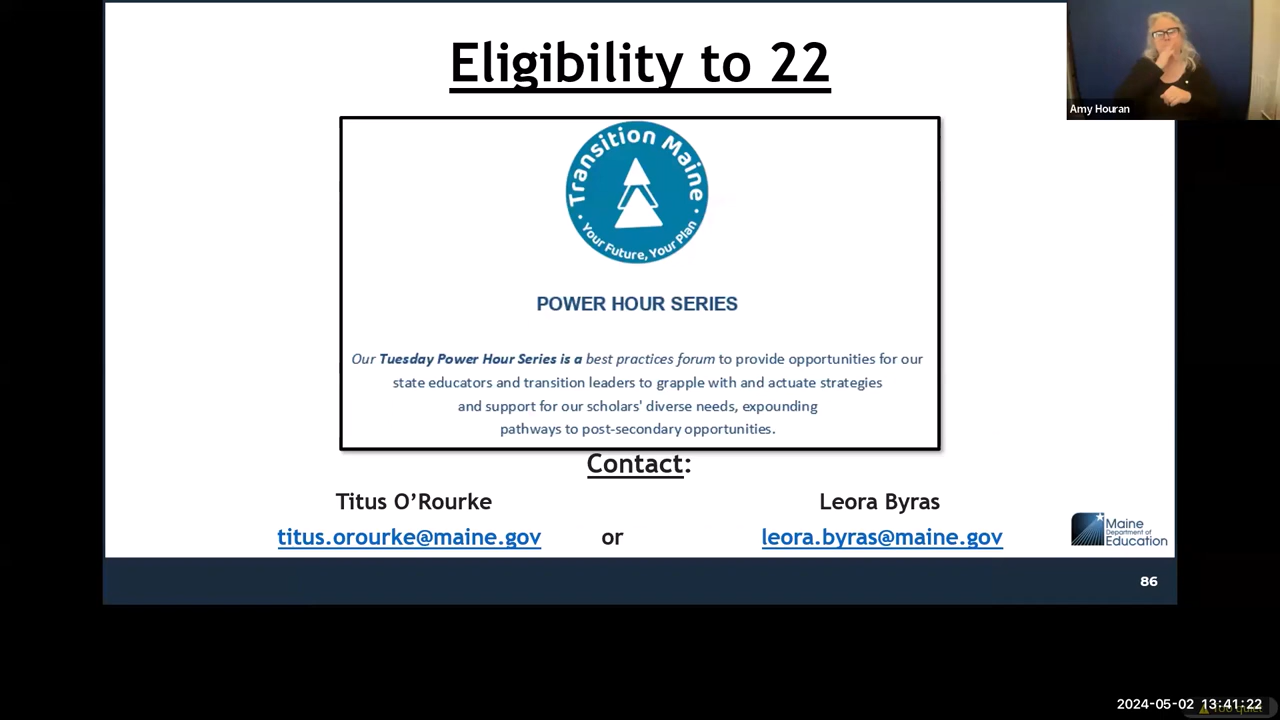 Eligibility to 22
Amy Houran
Transition Maine
Your Future, Your Plan
POWER HOUR SERIES
Our Tuesday Power Hour Series is a best practices forum to provide opportunities for our
state educators and transition leaders to grapple with and actuate strategies
and support for our scholars' diverse needs, expounding
pathways to post-secondary opportunities.
Contact:
Titus O’Rourke
Leora Byras
titus.orourke@maine.gov or leora.byras@maine.gov
Maine
Department of
Education
86
2024-05-02 13:41:22
Too quiet